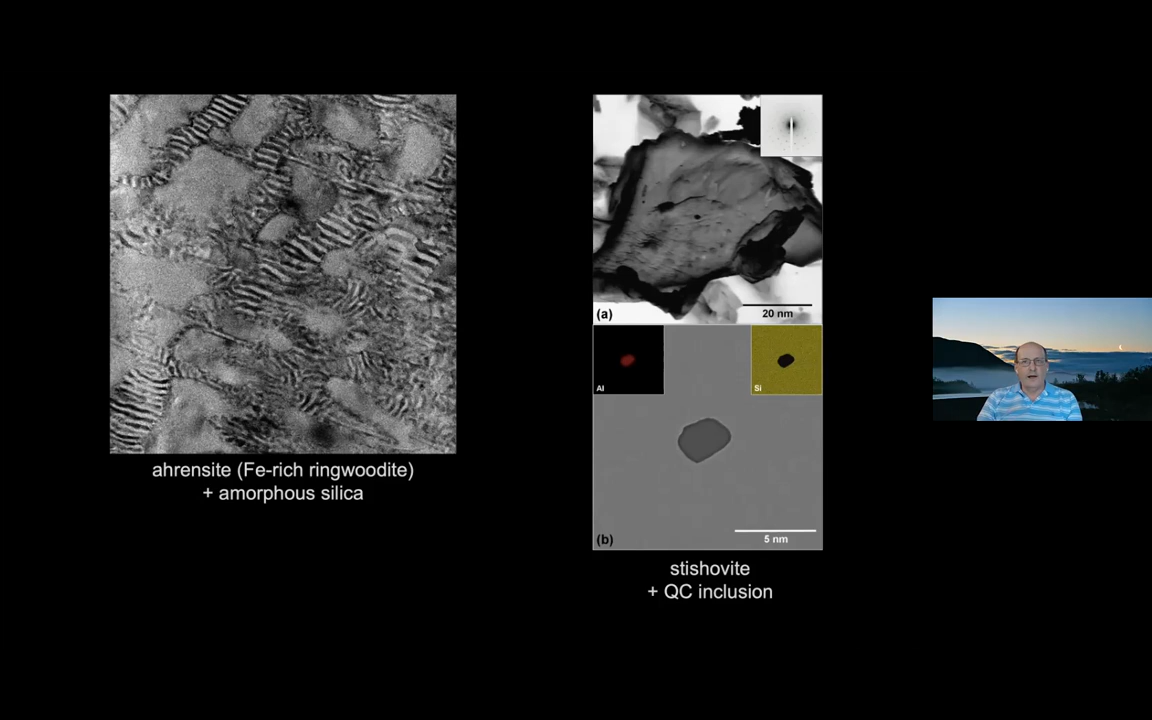 ahrensite (Fe-rich ringwoodite)
+ amorphous silica
20 nm
(a)
Al
Si
5 nm
(b)
stishovite
+ QC inclusion